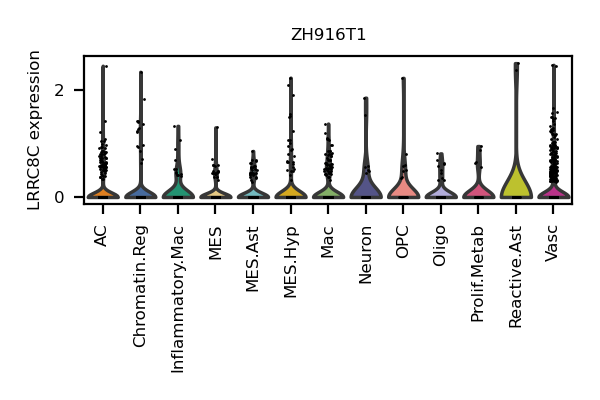 ZH916T1
LRRC8C expression
2
0
AC
Chromatin.Reg
Inflammatory.Mac
MES
MES.Ast
MES.Hyp
Mac
Neuron
OPC
Oligo
Prolif.Metab
Reactive.Ast
Vasc